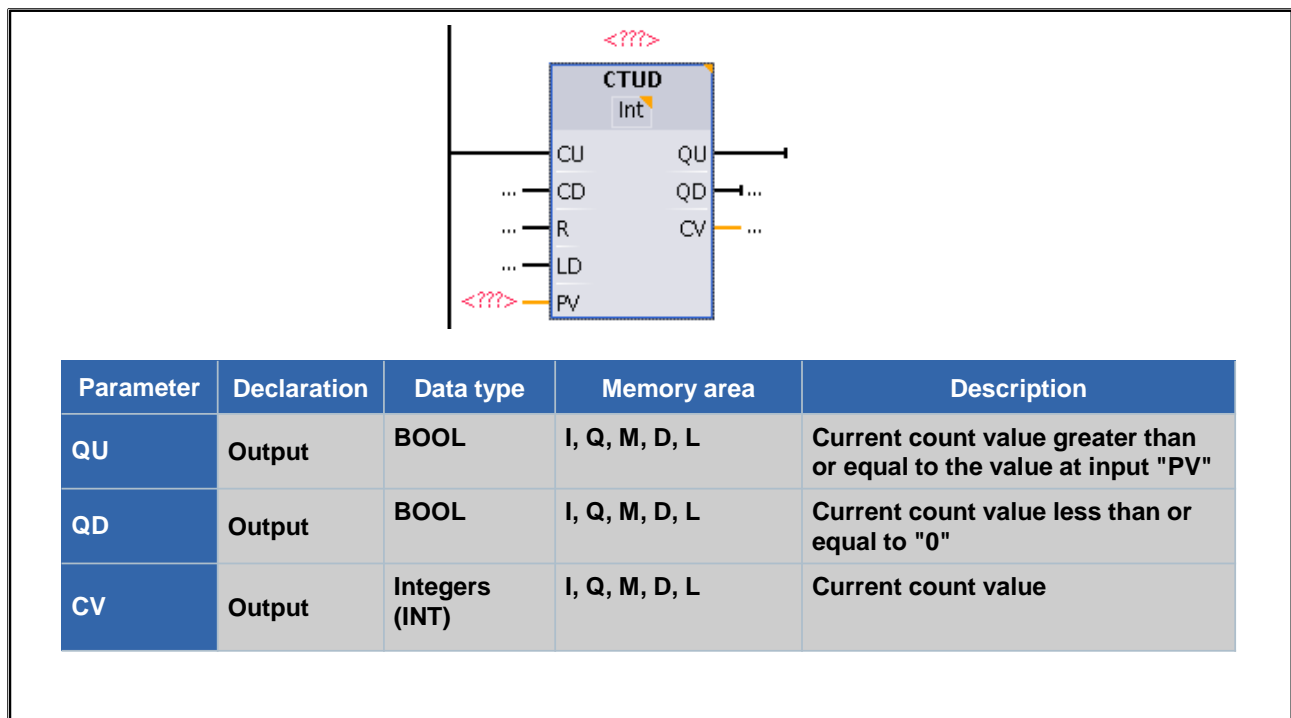 <???>
CTUD
Int
CU QU
... CD QD ...
... R CV ...
... LD
<???> PV
Parameter Declaration Data type Memory area Description
QU Output BOOL I, Q, M, D, L Current count value greater than
or equal to the value at input "PV"
QD Output BOOL I, Q, M, D, L Current count value less than or
equal to "0"
CV Output Integers I, Q, M, D, L Current count value
(INT)